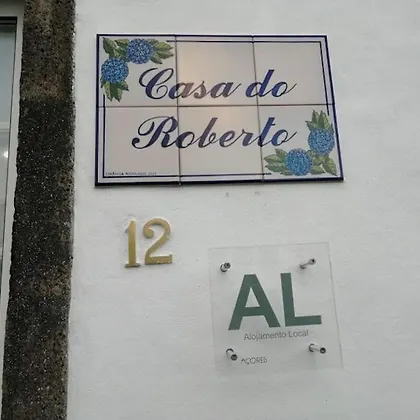 Casa do
Roberto
12
AL
Alojamento Local
AÇORES